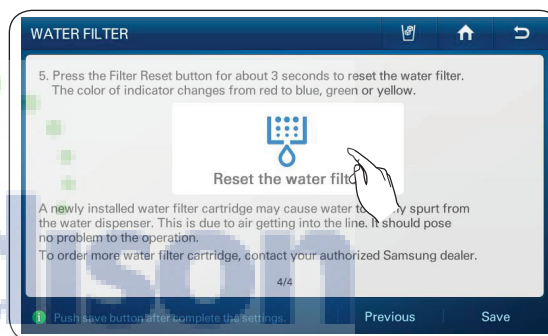 WATER FILTER
5. Press the Filter Reset button for about 3 seconds to reset the water filter.
The color of indicator changes from red to blue, green or yellow.
Reset the water filt
A newly installed water filter cartridge may cause water to spurt from
the water dispenser. This is due to air getting into the line. It should pose
no problem to the operation.
To order more water filter cartridge, contact your authorized Samsung dealer.
4/4
Push save button after complete the settings.
Previous
Save
dison